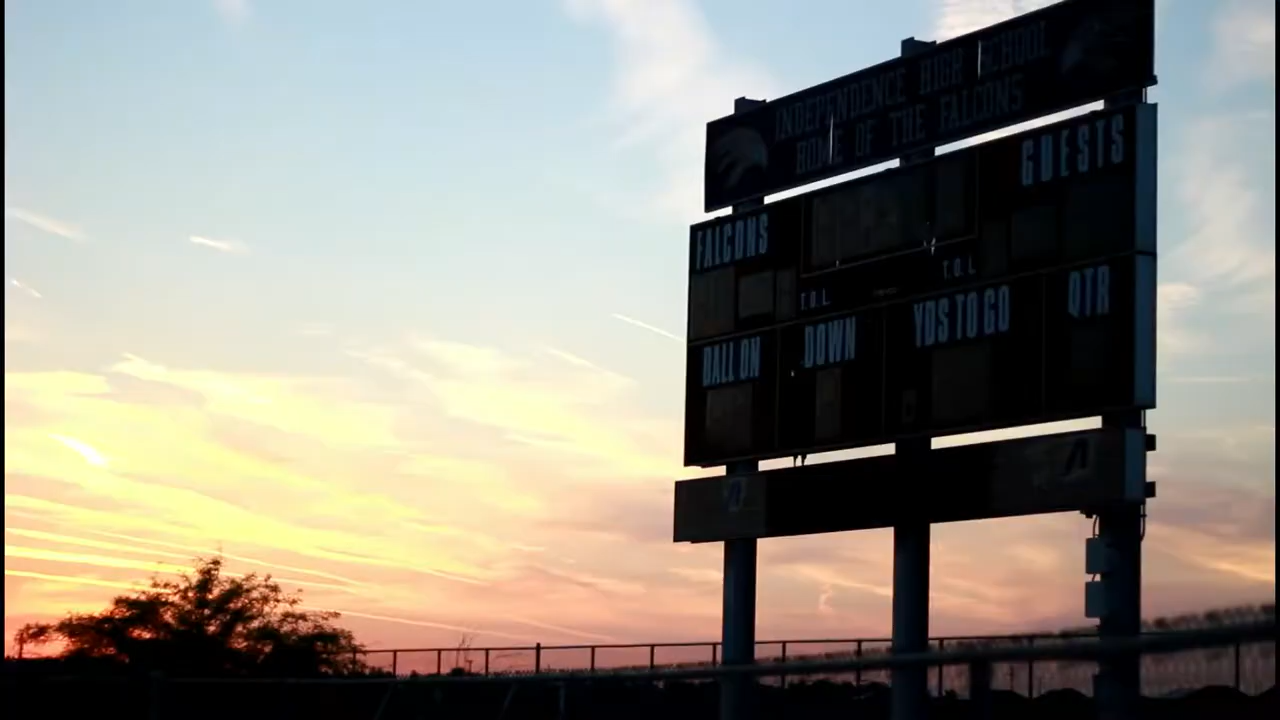 INDEPENDENCE HIGH SCHOOL
HOME OF THE FALCONS
FALCONS
GUESTS
T.O.L.
T.O.L.
BALL ON
DOWN
YDS TO GO
QTR